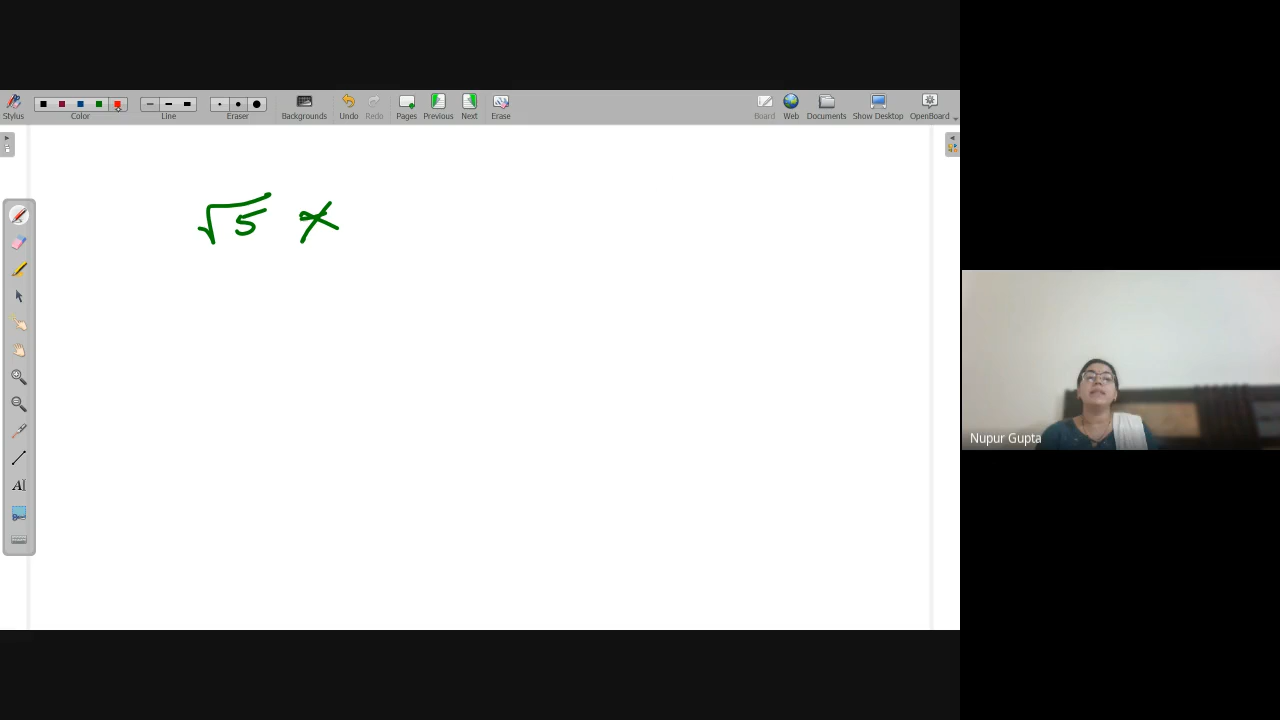 Stylus Color Line Eraser Backgrounds Undo Redo Pages Previous Next Erase Board Web Documents Show Desktop OpenBoard
√5 ×
Nupur Gupta